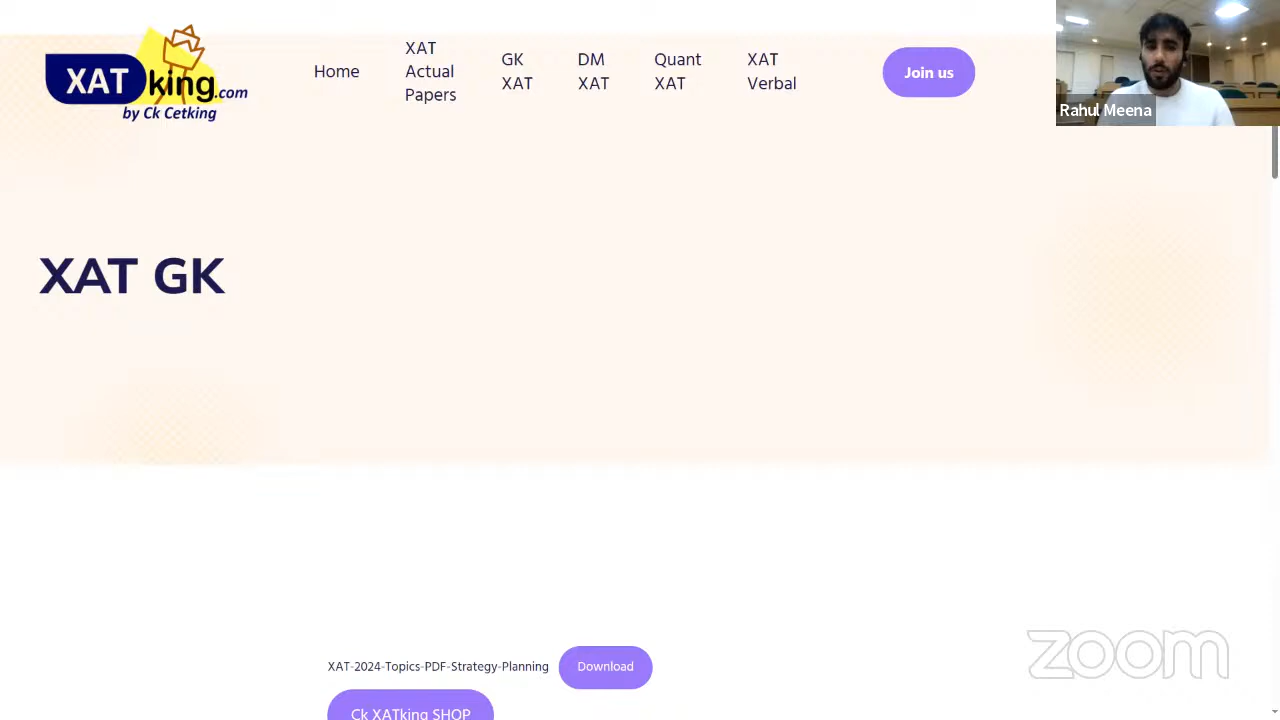 XAT king.com
by Ck Cetking
Home
XAT
Actual
Papers
GK
XAT
DM
XAT
Quant
XAT
XAT
Verbal
Join us
Rahul Meena
XAT GK
XAT-2024-Topics-PDF-Strategy-Planning
Download
Ck XATking SHOP
zoom